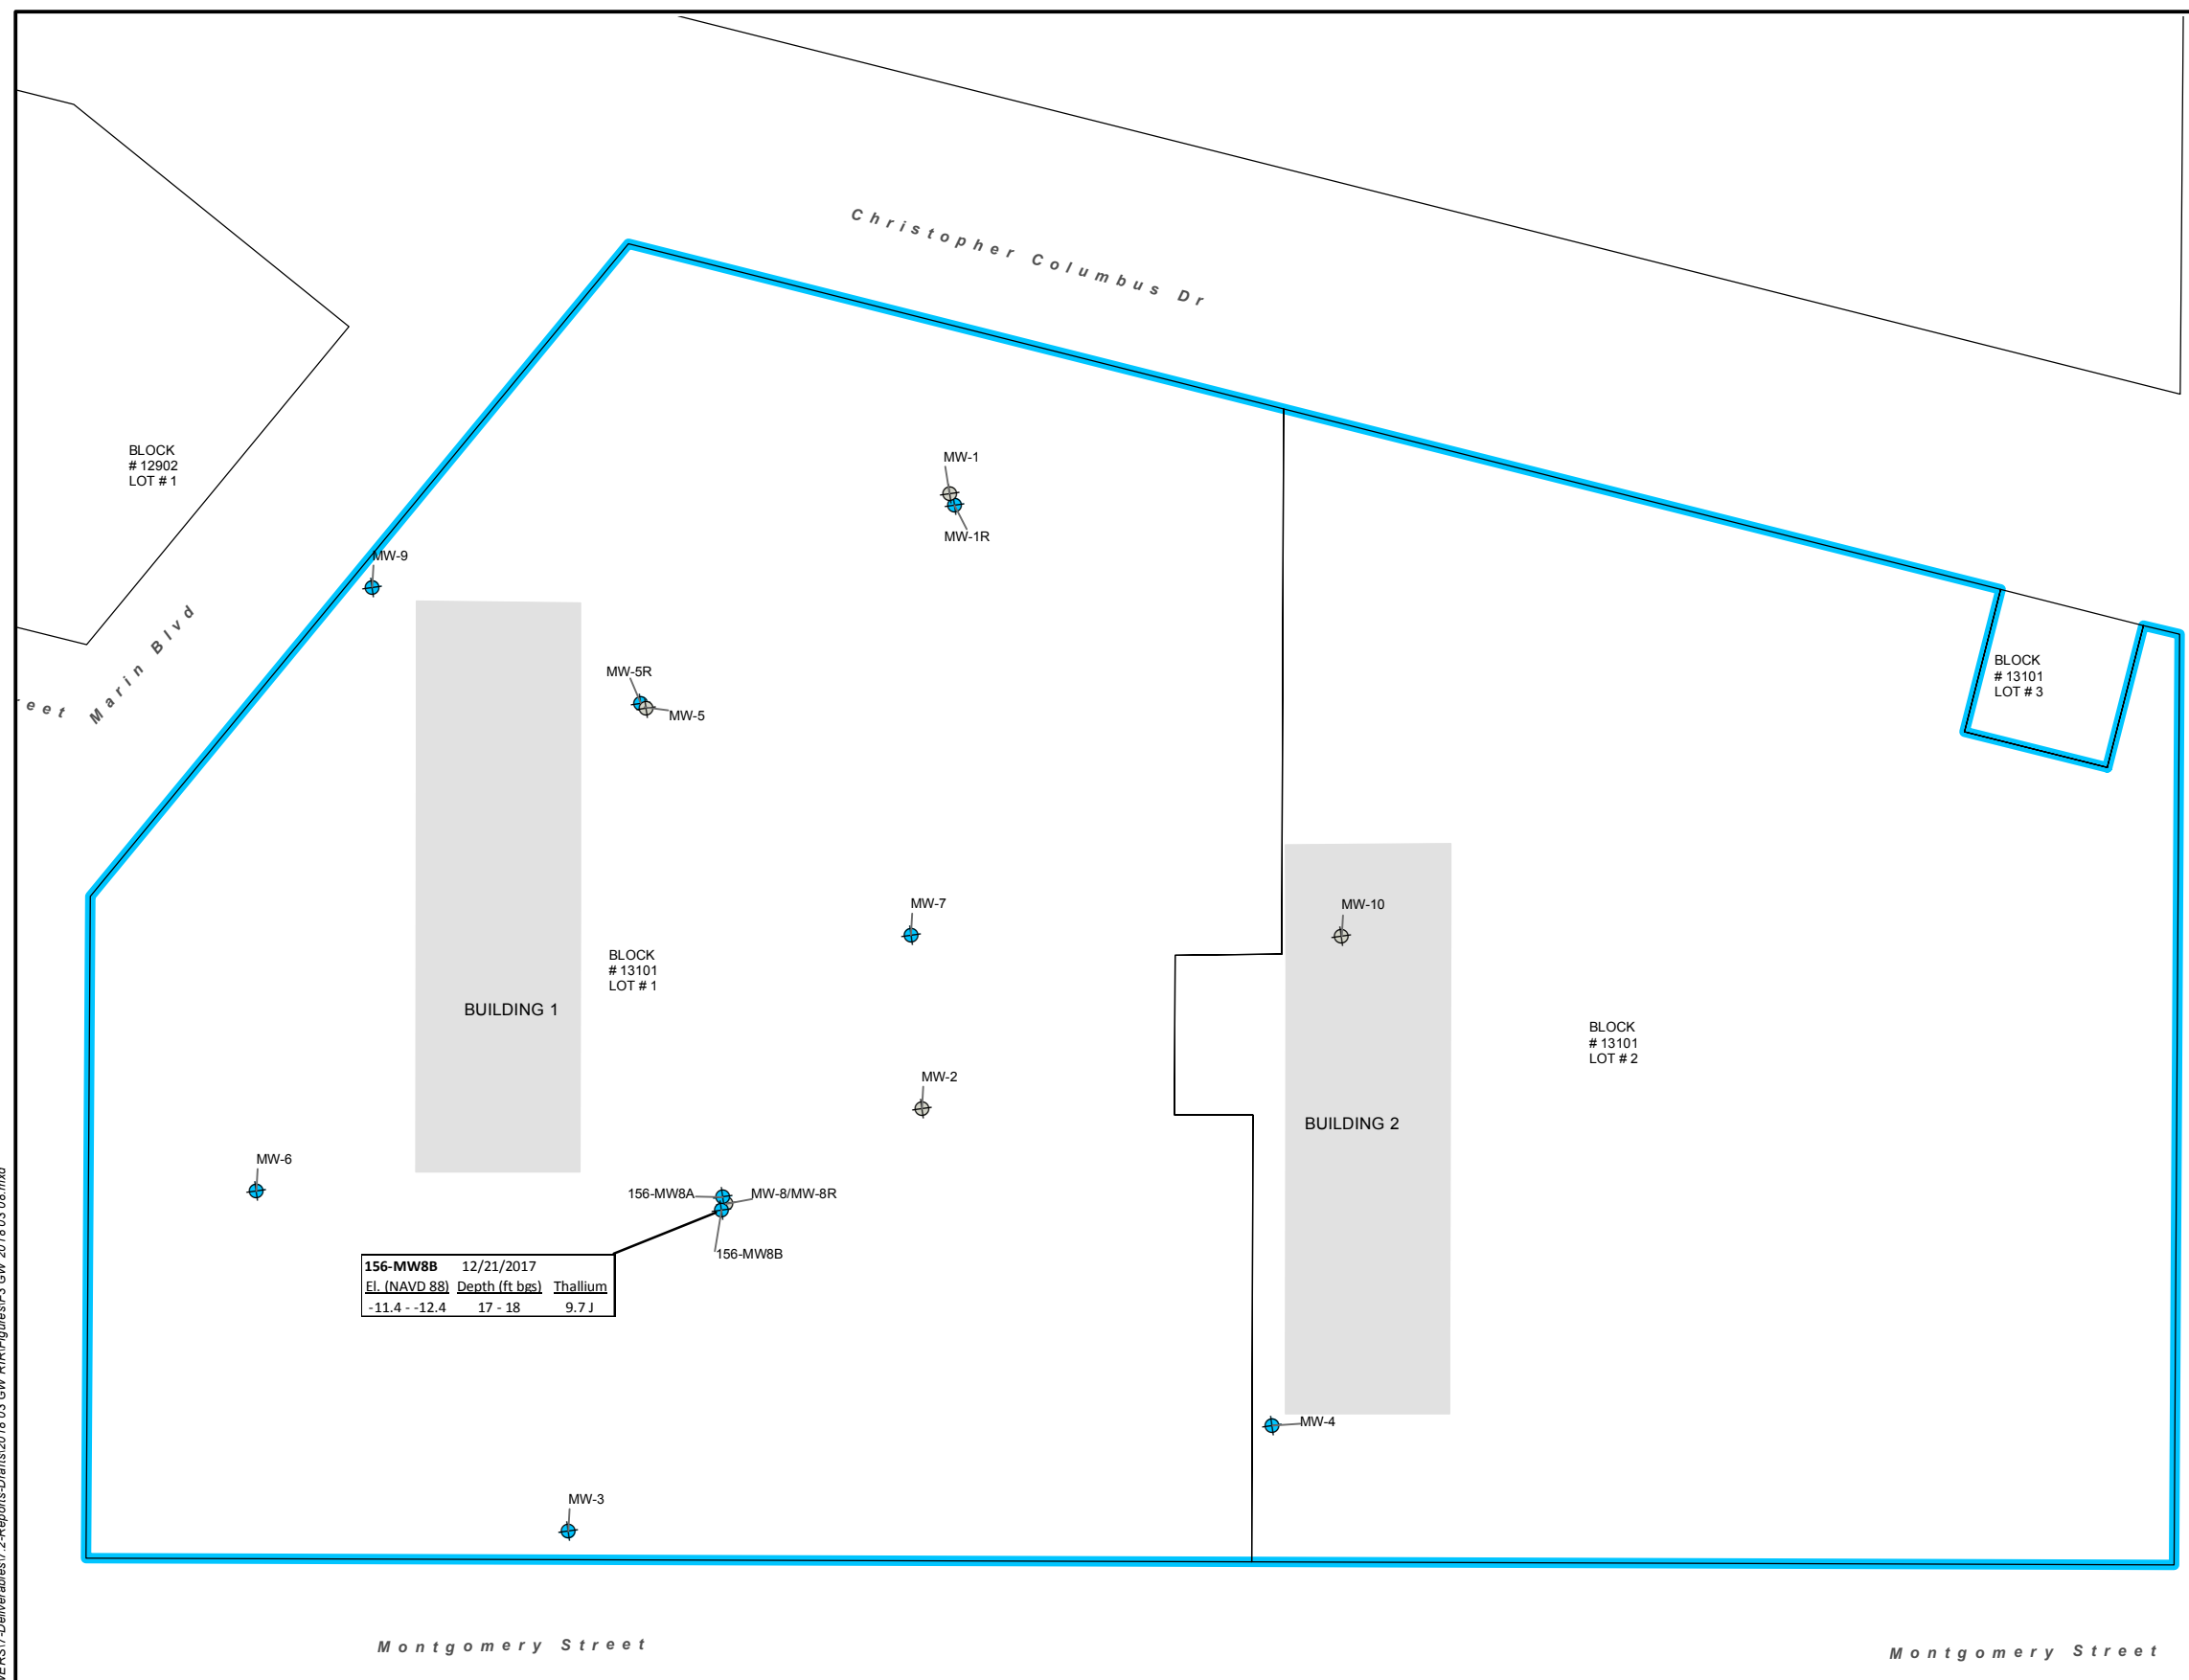 Christopher Columbus Dr
BLOCK
# 12902
LOT # 1
MW-1
MW-1R
MW-9
Marin Blvd
BLOCK
# 13101
LOT # 3
MW-5R
MW-5
MW-7
MW-10
BLOCK
# 13101
LOT # 1
BUILDING 1
BLOCK
# 13101
LOT # 2
MW-2
BUILDING 2
MW-6
156-MW8A
MW-8/MW-8R
156-MW8B
156-MW8B 12/21/2017
El. (NAVD 88) Depth (ft bgs) Thallium
-11.4 - -12.4 17 - 18 9.7 J
MW-4
MW-3
Montgomery Street
Montgomery Street